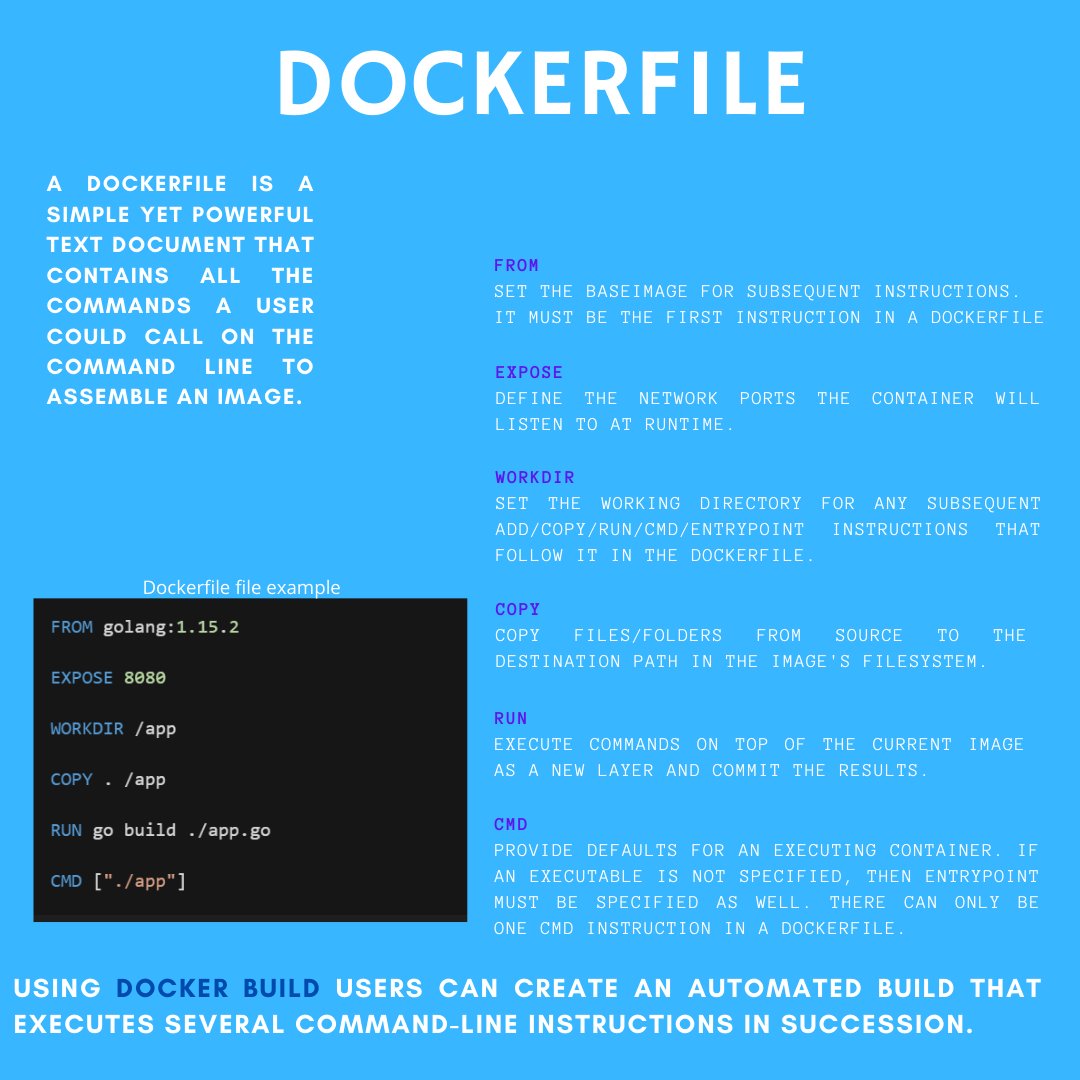 DOCKERFILE
A DOCKERFILE IS A
SIMPLE YET POWERFUL
TEXT DOCUMENT THAT
CONTAINS ALL THE
COMMANDS A USER
COULD CALL ON THE
COMMAND LINE TO
ASSEMBLE AN IMAGE.
Dockerfile file example
FROM golang:1.15.2
EXPOSE 8080
WORKDIR /app
COPY . /app
RUN go build ./app.go
CMD ["./app"]
FROM
SET THE BASEIMAGE FOR SUBSEQUENT INSTRUCTIONS.
IT MUST BE THE FIRST INSTRUCTION IN A DOCKERFILE
EXPOSE
DEFINE THE NETWORK PORTS THE CONTAINER WILL
LISTEN TO AT RUNTIME.
WORKDIR
SET THE WORKING DIRECTORY FOR ANY SUBSEQUENT
ADD/COPY/RUN/CMD/ENTRYPOINT INSTRUCTIONS THAT
FOLLOW IT IN THE DOCKERFILE.
COPY
COPY FILES/FOLDERS FROM SOURCE TO THE
DESTINATION PATH IN THE IMAGE'S FILESYSTEM.
RUN
EXECUTE COMMANDS ON TOP OF THE CURRENT IMAGE
AS A NEW LAYER AND COMMIT THE RESULTS.
CMD
PROVIDE DEFAULTS FOR AN EXECUTING CONTAINER. IF
AN EXECUTABLE IS NOT SPECIFIED, THEN ENTRYPOINT
MUST BE SPECIFIED AS WELL. THERE CAN ONLY BE
ONE CMD INSTRUCTION IN A DOCKERFILE.
USING DOCKER BUILD USERS CAN CREATE AN AUTOMATED BUILD THAT
EXECUTES SEVERAL COMMAND-LINE INSTRUCTIONS IN SUCCESSION.